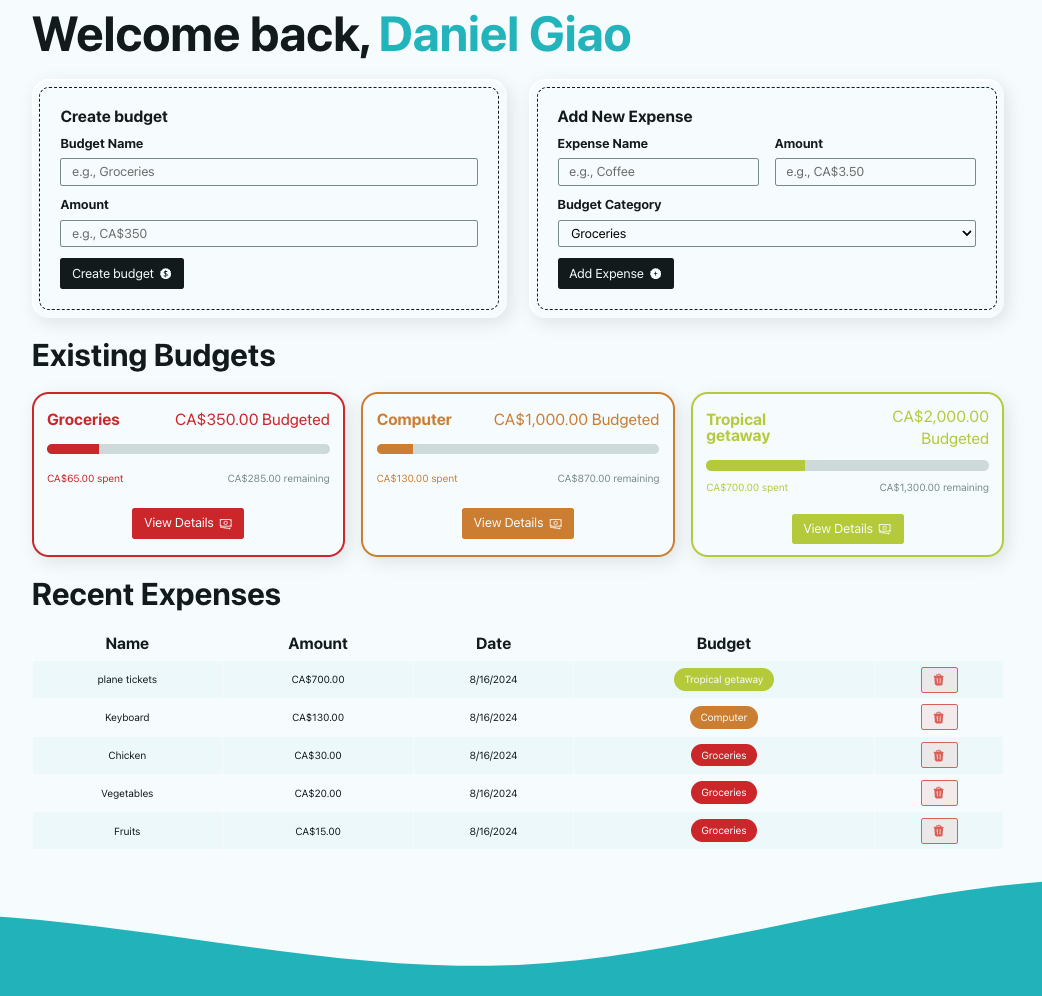 Welcome back, Daniel Giao
Create budget
Budget Name
e.g., Groceries
Amount
e.g., CA$350
Create budget
Add New Expense
Expense Name Amount
e.g., Coffee e.g., CA$3.50
Budget Category
Groceries
Add Expense
Existing Budgets
Groceries CA$350.00 Budgeted
CA$65.00 spent CA$285.00 remaining
View Details
Computer CA$1,000.00 Budgeted
CA$130.00 spent CA$870.00 remaining
View Details
Tropical
getaway
CA$2,000.00
Budgeted
CA$700.00 spent CA$1,300.00 remaining
View Details
Recent Expenses
Name Amount Date Budget
plane tickets CA$700.00 8/16/2024 Tropical getaway
Keyboard CA$130.00 8/16/2024 Computer
Chicken CA$30.00 8/16/2024 Groceries
Vegetables CA$20.00 8/16/2024 Groceries
Fruits CA$15.00 8/16/2024 Groceries